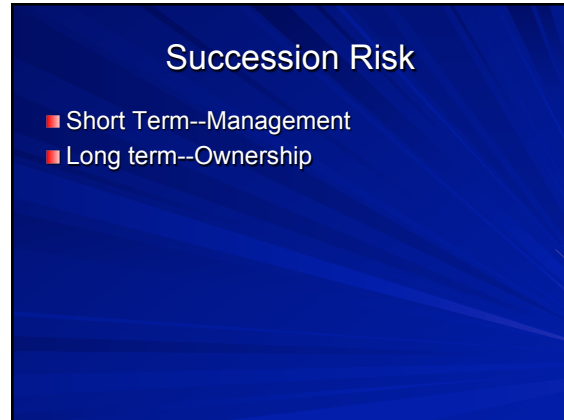 Succession Risk
Short Term--Management
Long term--Ownership